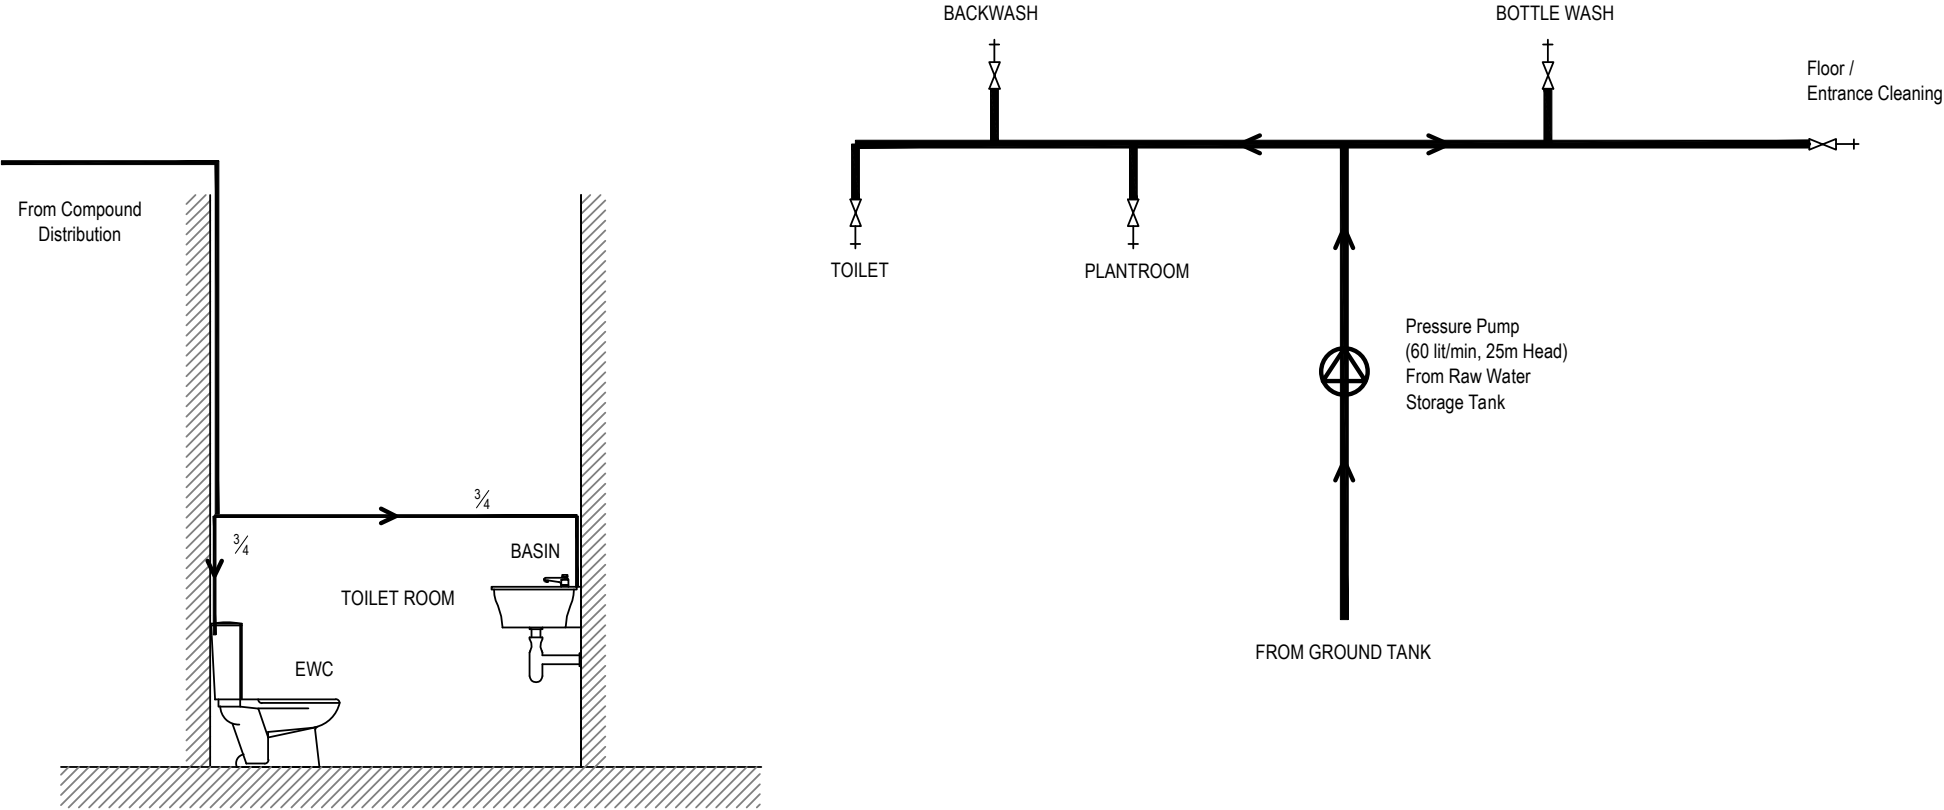 BACKWASH
BOTTLE WASH
Floor /
Entrance Cleaning
From Compound
Distribution
TOILET
PLANTROOM
Pressure Pump
(60 lit/min, 25m Head)
From Raw Water
Storage Tank
3/4
3/4
BASIN
TOILET ROOM
EWC
FROM GROUND TANK